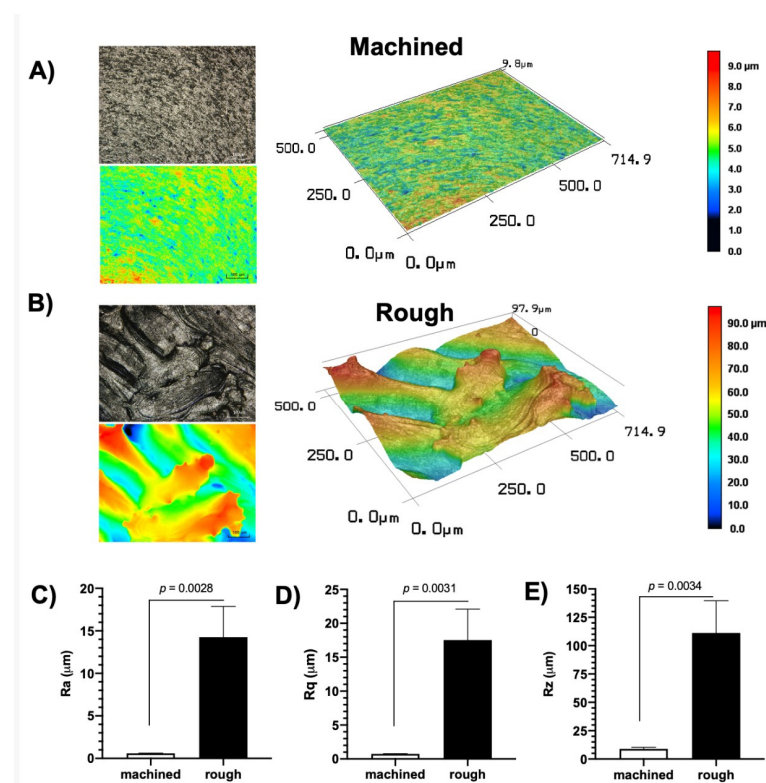 Machined
A)
9.8µm
500.0
250.0
0.0µm
0.0µm
250.0
500.0
714.9
9.0 µm
8.0
7.0
6.0
5.0
4.0
3.0
2.0
1.0
0.0
B)
Rough
97.9µm
0
500.0
250.0
0.0µm
0.0µm
250.0
500.0
714.9
90.0 µm
80.0
70.0
60.0
50.0
40.0
30.0
20.0
10.0
0.0
C)
p = 0.0028
Ra (µm)
20
15
10
5
0
machined rough
D)
p = 0.0031
Rq (µm)
25
20
15
10
5
0
machined rough
E)
p = 0.0034
Rz (µm)
150
125
100
75
50
25
0
machined rough